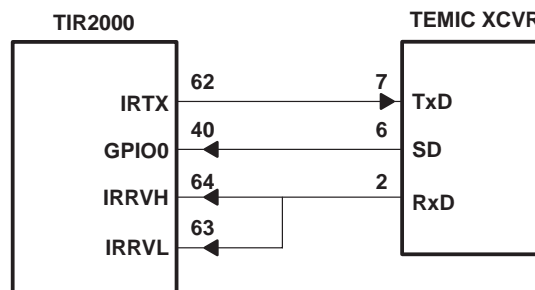 TIR2000 TEMIC XCVR
62 7
IRTX TxD
40 6
GPIO0 SD
64 2
IRRVH RxD
63
IRRVL